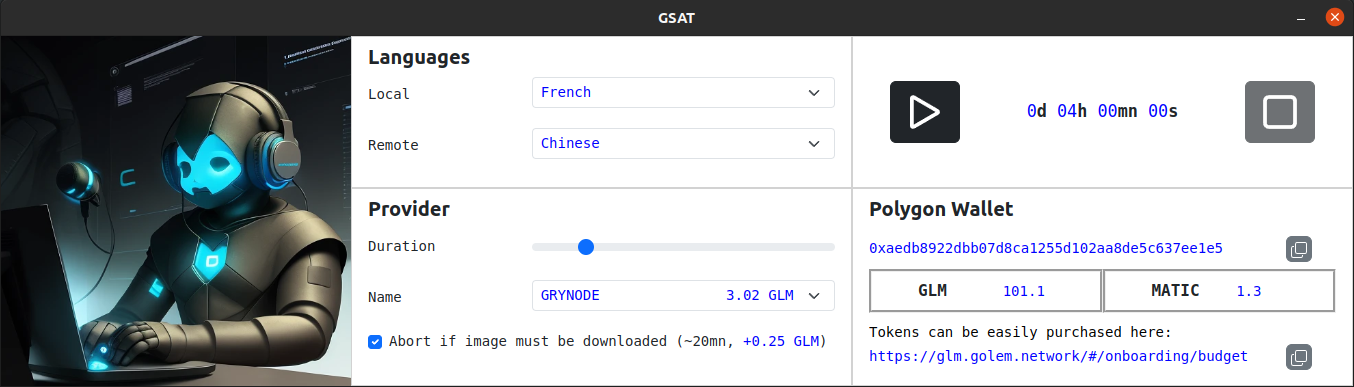 GSAT
Languages
Local
French
Remote
Chinese
0d 04h 00mn 00s
Provider
Duration
Name
GRYNODE 3.02 GLM
Abort if image must be downloaded (~20mn, +0.25 GLM)
Polygon Wallet
0xaedb8922dbb07d8ca1255d102aa8de5c637ee1e5
GLM 101.1
MATIC 1.3
Tokens can be easily purchased here:
https://glm.golem.network/#/onboarding/budget